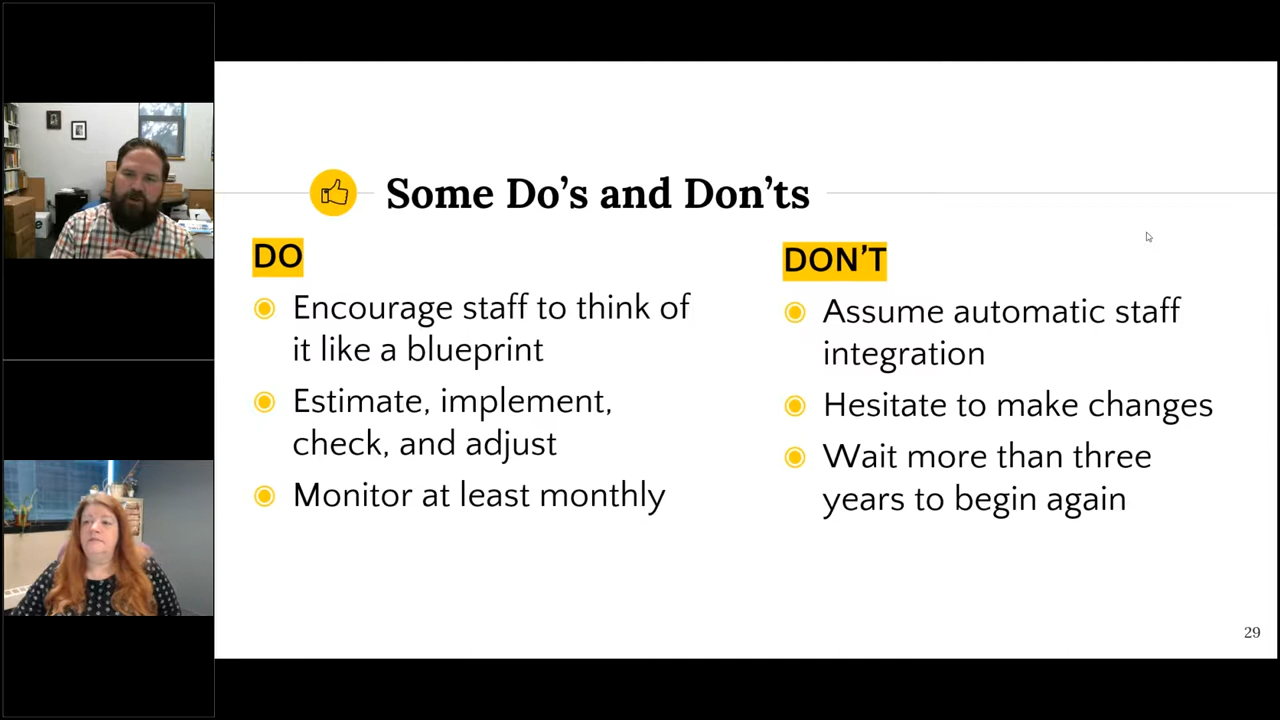 Some Do's and Don'ts
DO
Encourage staff to think of
it like a blueprint
Estimate, implement,
check, and adjust
Monitor at least monthly
DON'T
Assume automatic staff
integration
Hesitate to make changes
Wait more than three
years to begin again
29